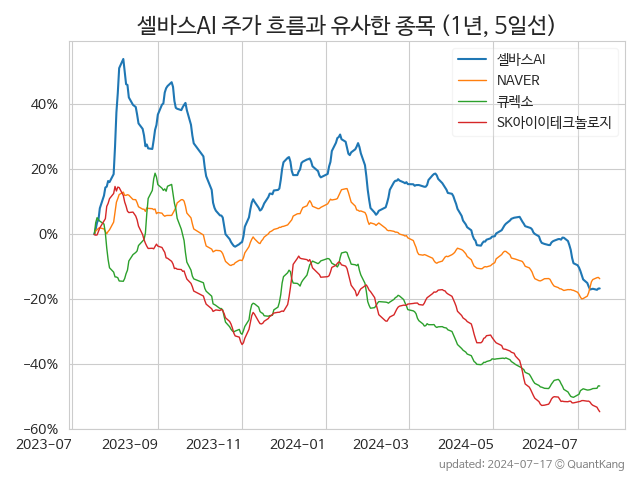 셀바스AI 주가 흐름과 유사한 종목 (1년, 5일선)
셀바스AI
NAVER
큐렉소
SK아이이테크놀로지
40%
20%
0%
−20%
−40%
−60%
2023-07 2023-09 2023-11 2024-01 2024-03 2024-05 2024-07
updated: 2024-07-17 © QuantKang